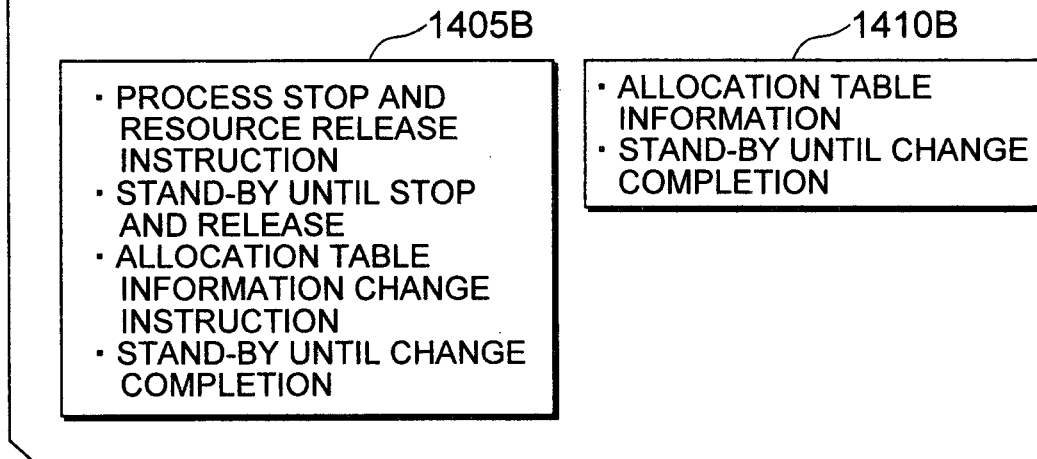 1405B
· PROCESS STOP AND
RESOURCE RELEASE
INSTRUCTION
· STAND-BY UNTIL STOP
AND RELEASE
· ALLOCATION TABLE
INFORMATION CHANGE
INSTRUCTION
· STAND-BY UNTIL CHANGE
COMPLETION
1410B
· ALLOCATION TABLE
INFORMATION
· STAND-BY UNTIL CHANGE
COMPLETION